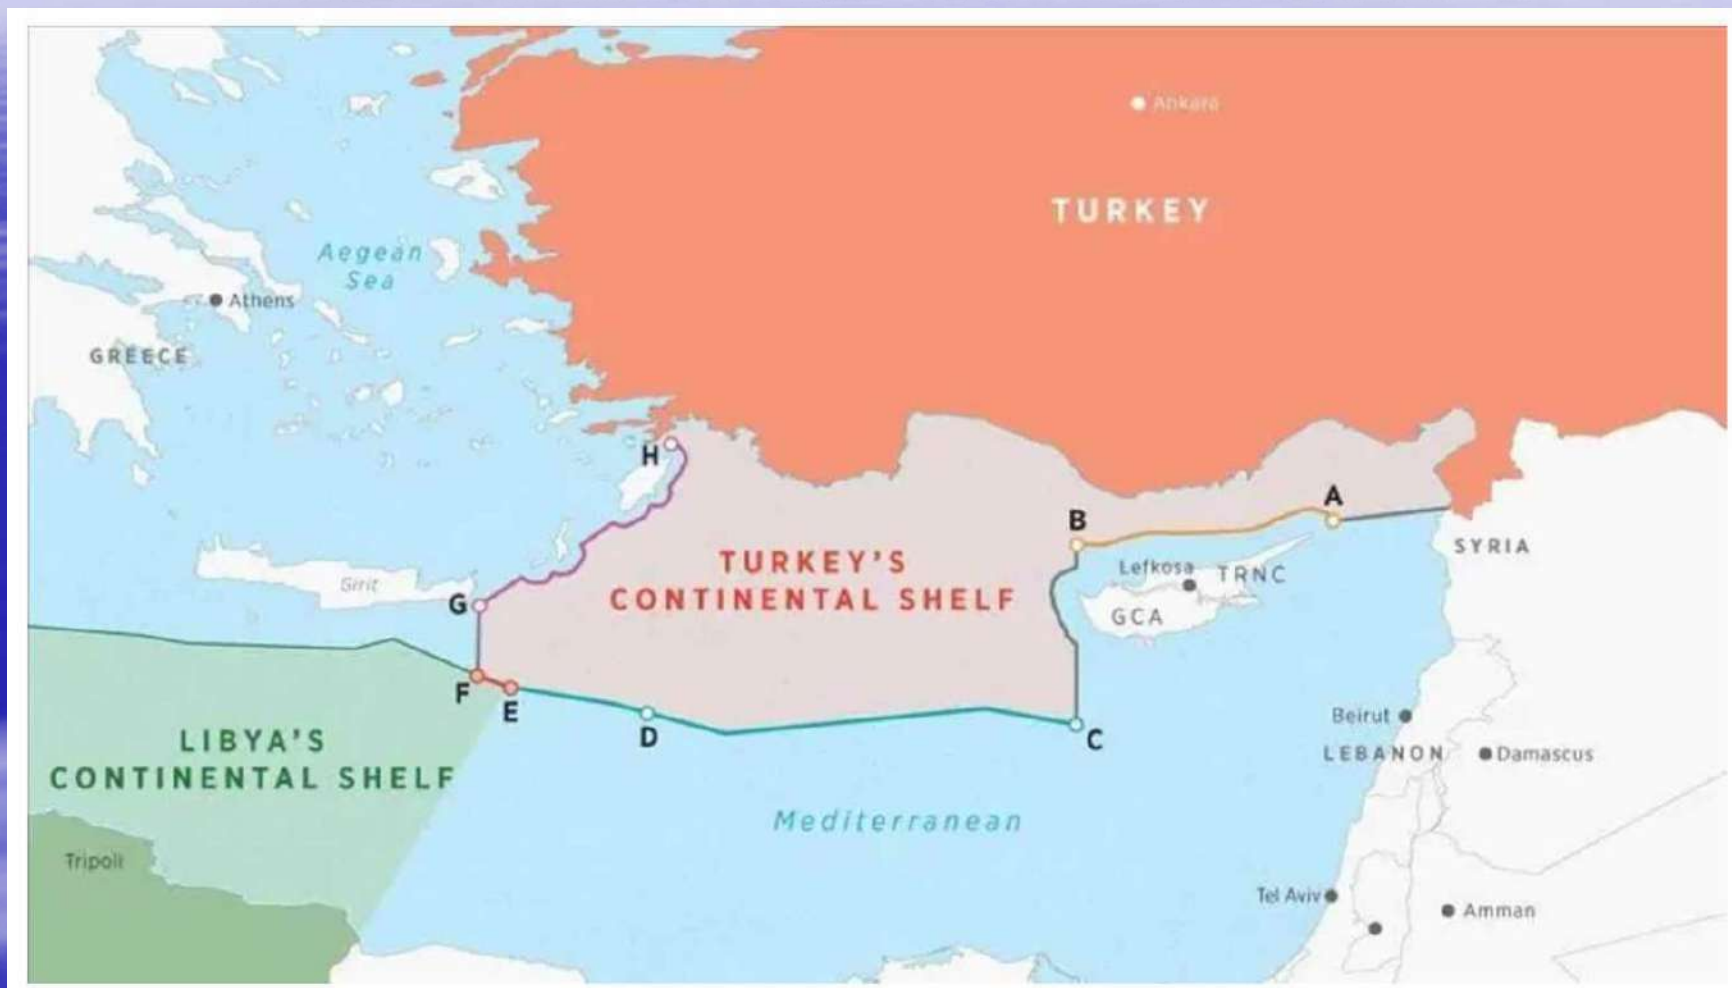 Ankara
TURKEY
Aegean
Sea
Athens
GREECE
H
A
B
SYRIA
TURKEY'S
CONTINENTAL SHELF
Lefkosa
TRNC
Girit
G
GCA
F
E
Beirut
D
C
LIBYA'S
CONTINENTAL SHELF
LEBANON
Damascus
Mediterranean
Tripoli
Tel Aviv
Amman